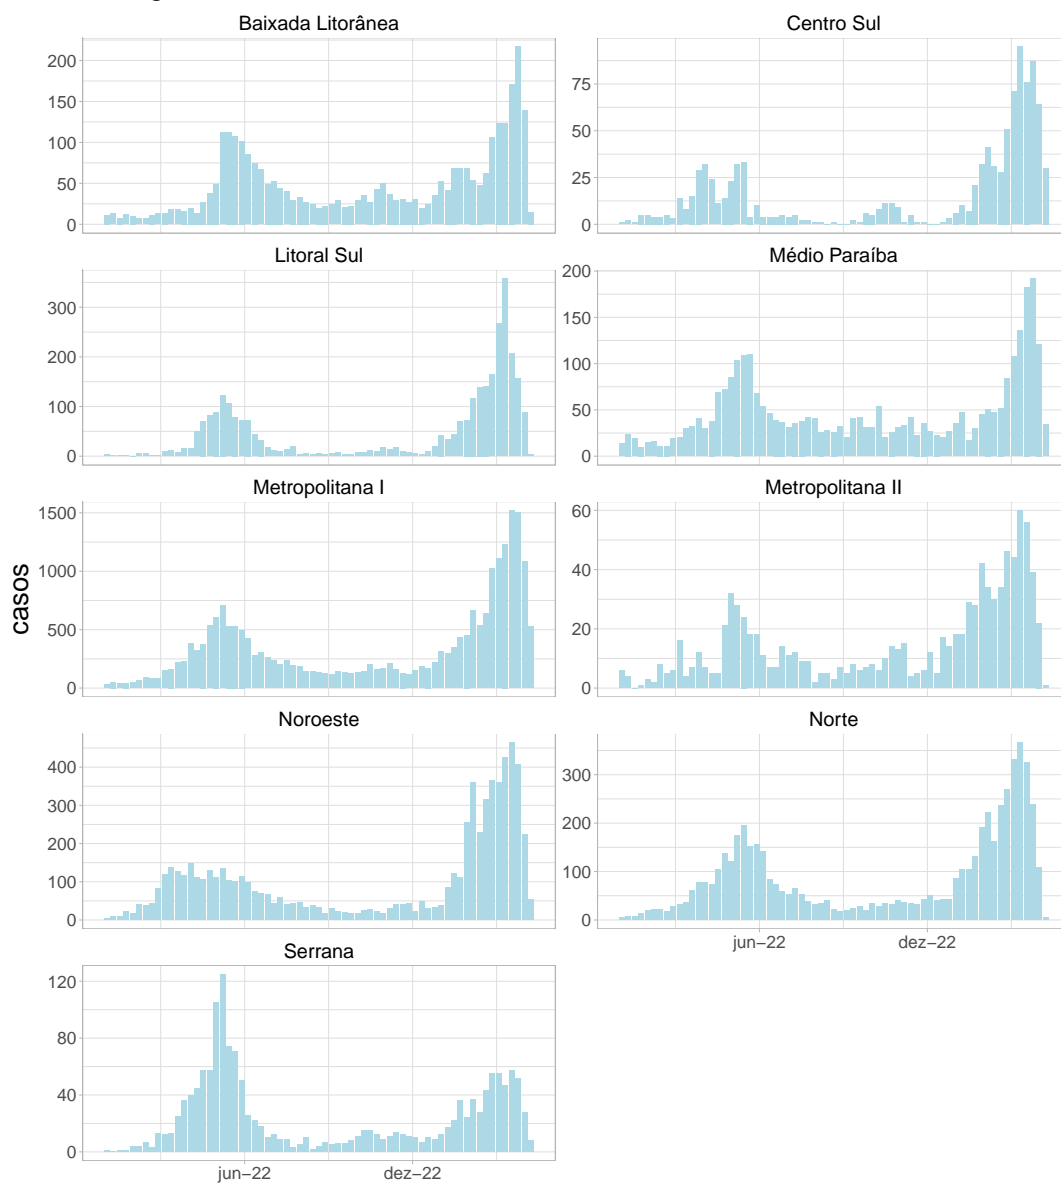 Baixada Litorânea
Centro Sul
200
150
100
50
0
75
50
25
0
Litoral Sul
Médio Paraíba
300
200
100
0
200
150
100
50
0
Metropolitana I
Metropolitana II
1500
1000
500
0
60
40
20
0
casos
Noroeste
Norte
400
300
200
100
0
300
200
100
0
jun−22
dez−22
Serrana
120
80
40
0
jun−22
dez−22